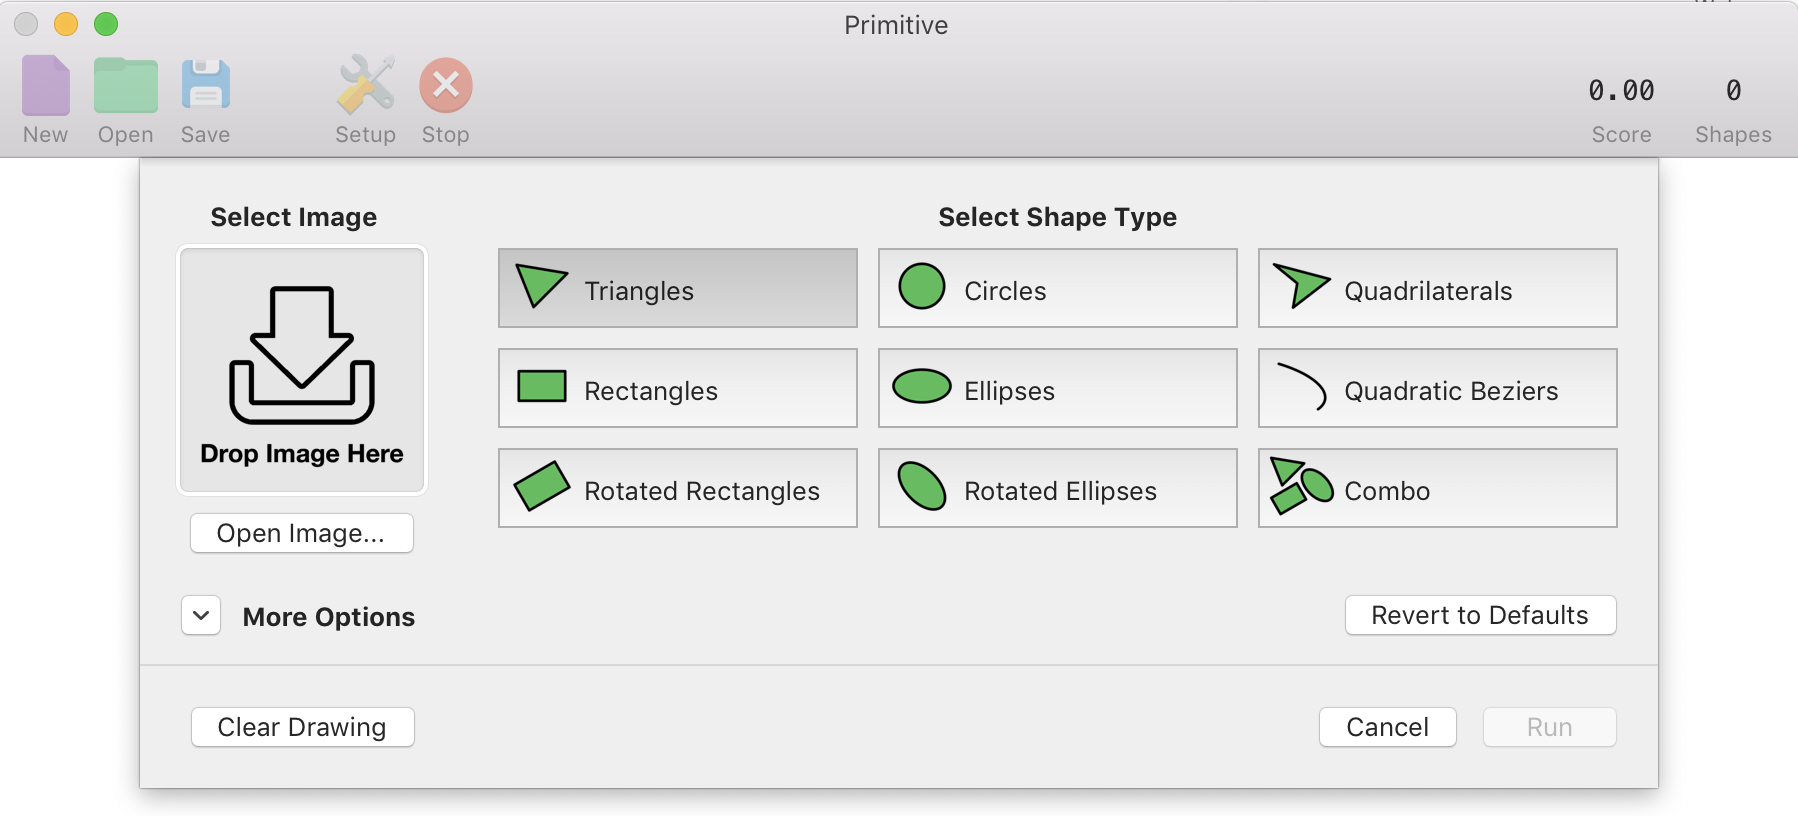 Primitive
New Open Save Setup Stop
0.00 0
Score Shapes
Select Image
Select Shape Type
Triangles Circles Quadrilaterals
Rectangles Ellipses Quadratic Beziers
Drop Image Here
Rotated Rectangles Rotated Ellipses Combo
Open Image...
More Options
Revert to Defaults
Clear Drawing
Cancel Run